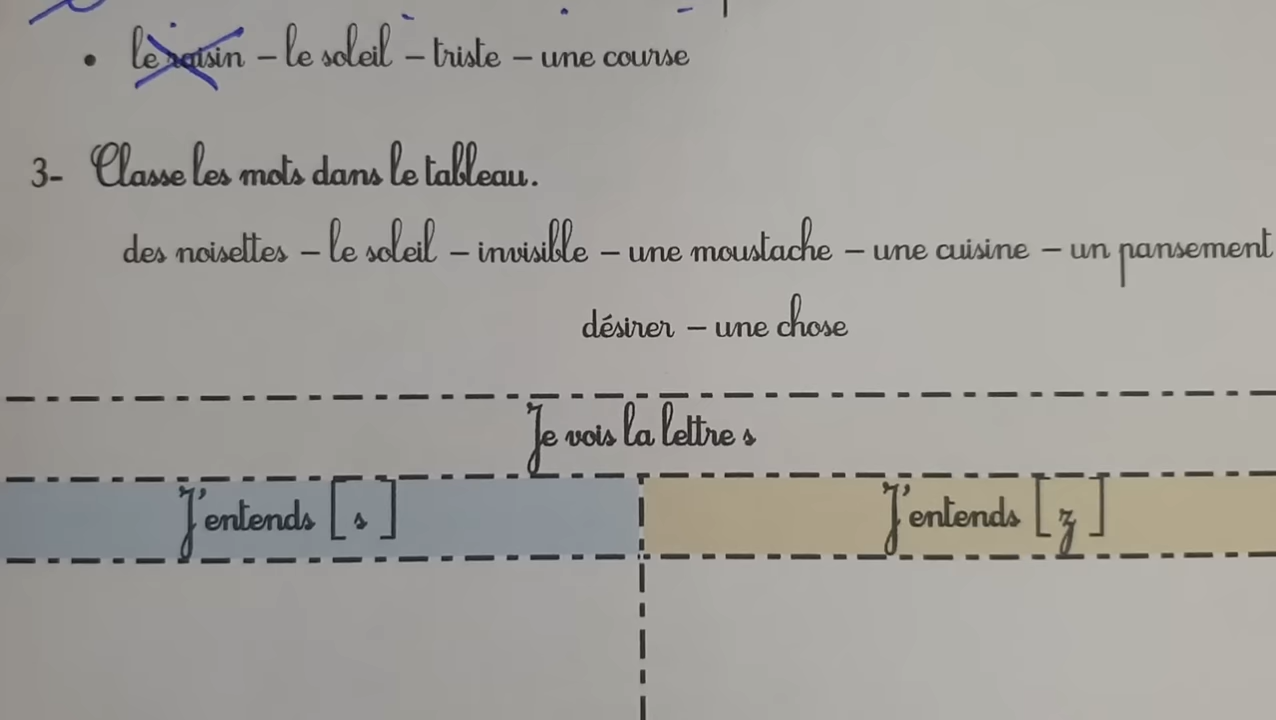 • le raisin – le soleil – triste – une course
3- Classe les mots dans le tableau.
des noisettes – le soleil – invisible – une moustache – une cuisine – un pansement
désirer – une chose
Je vois la lettre s
J'entends [s] J'entends [z]